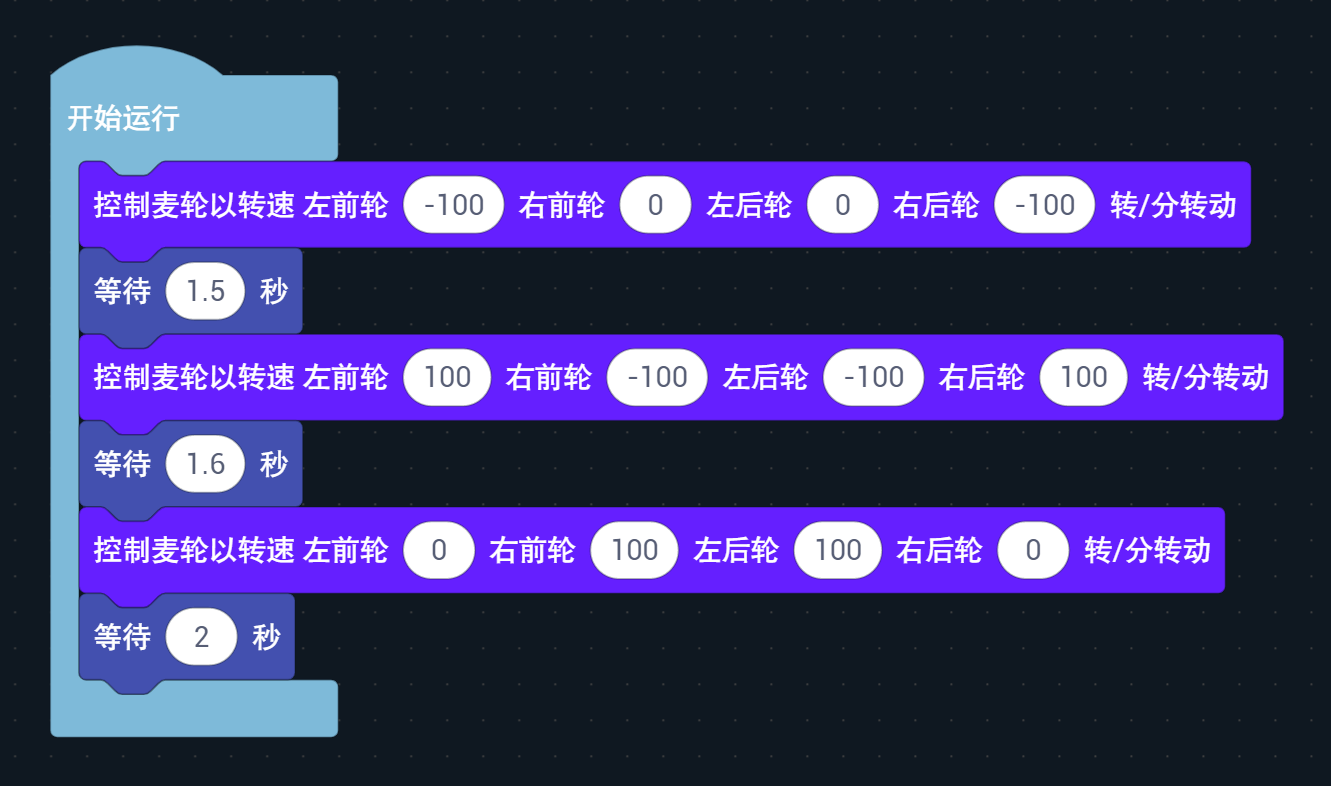 开始运行
控制麦轮以转速 左前轮 -100 右前轮 0 左后轮 0 右后轮 -100 转/分转动
等待 1.5 秒
控制麦轮以转速 左前轮 100 右前轮 -100 左后轮 -100 右后轮 100 转/分转动
等待 1.6 秒
控制麦轮以转速 左前轮 0 右前轮 100 左后轮 100 右后轮 0 转/分转动
等待 2 秒